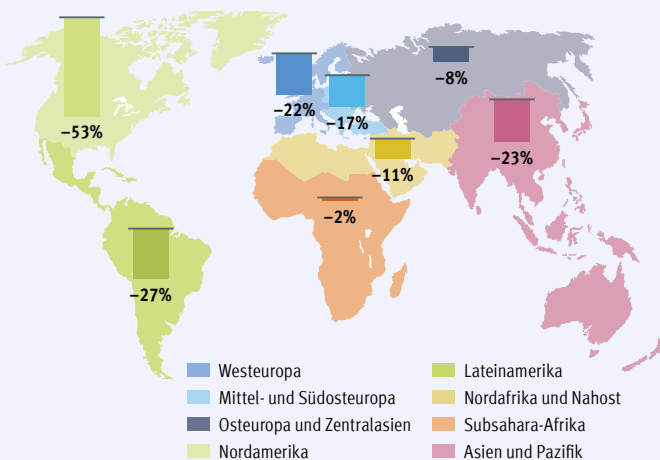 −53%
−22%
−17%
−8%
−11%
−23%
−2%
−27%
Westeuropa
Mittel- und Südosteuropa
Osteuropa und Zentralasien
Nordamerika
Lateinamerika
Nordafrika und Nahost
Subsahara-Afrika
Asien und Pazifik